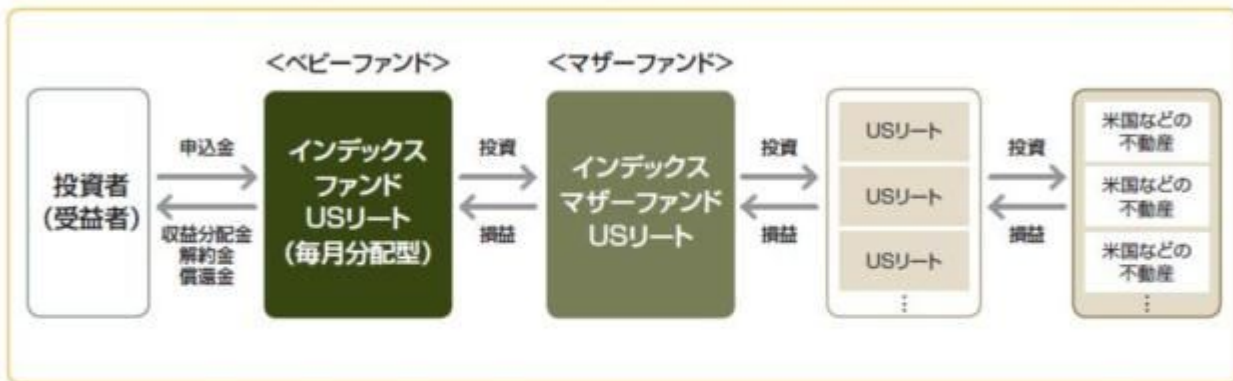 <ベビーファンド>
<マザーファンド>
投資者
(受益者)
申込金
収益分配金
解約金
償還金
インデックス
ファンド
USリート
(毎月分配型)
投資
損益
インデックス
マザーファンド
USリート
投資
損益
USリート
USリート
USリート
⋮
投資
損益
米国などの
不動産
米国などの
不動産
米国などの
不動産
⋮